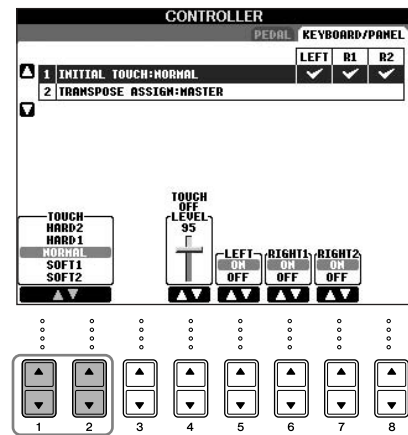 CONTROLLER
PEDAL KEYBOARD/PANEL
LEFT R1 R2
1 INITIAL TOUCH:NORMAL
2 TRANSPOSE ASSIGN:MASTER
TOUCH
OFF
LEVEL
95
TOUCH
HARD2
HARD1
NORMAL
SOFT1
SOFT2
LEFT
ON
OFF
RIGHT1
ON
OFF
RIGHT2
ON
OFF
1 2 3 4 5 6 7 8